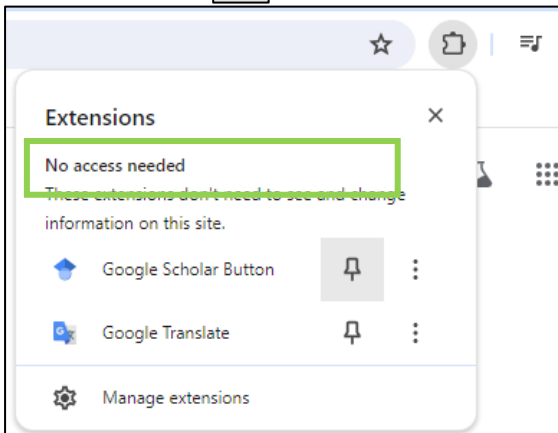 Extensions
No access needed
These extensions don't need to see and change
information on this site.
Google Scholar Button
Google Translate
Manage extensions